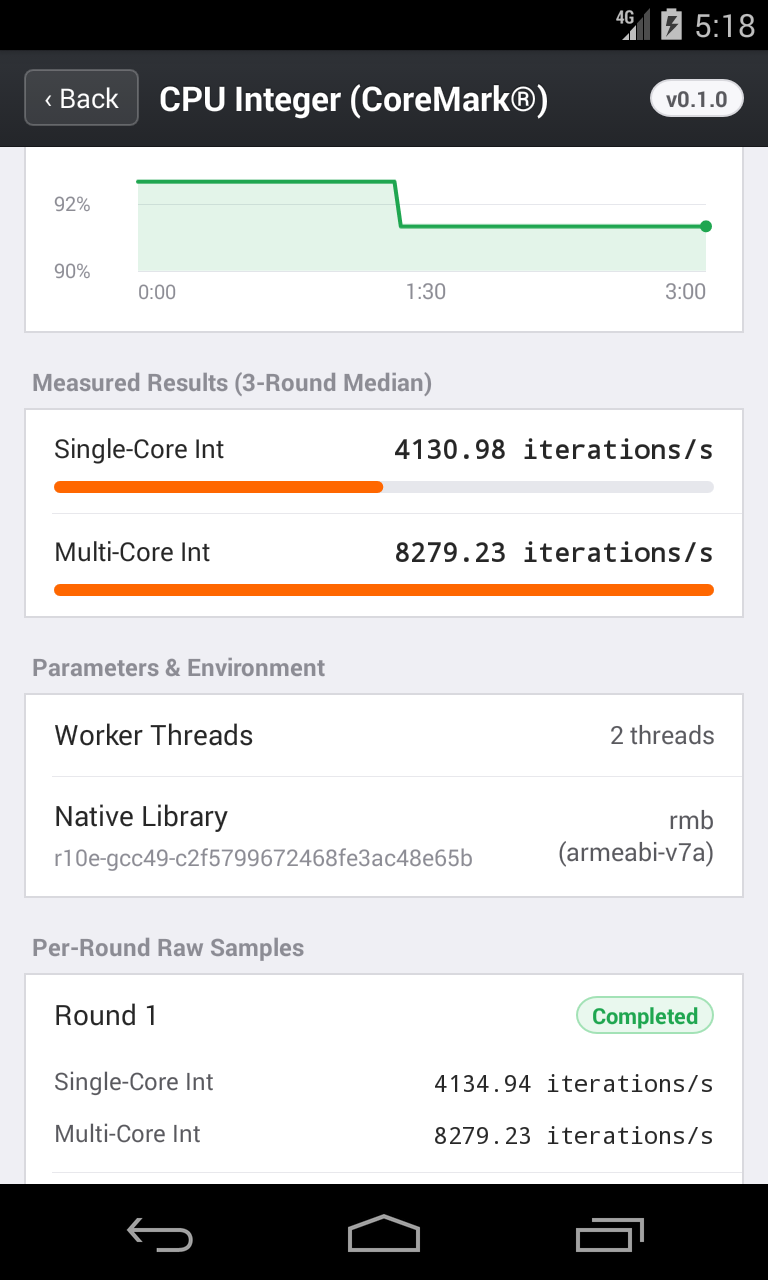 4G 5:18
‹ Back CPU Integer (CoreMark®) v0.1.0
92%
90%
0:00 1:30 3:00
Measured Results (3-Round Median)
Single-Core Int 4130.98 iterations/s
Multi-Core Int 8279.23 iterations/s
Parameters & Environment
Worker Threads 2 threads
Native Library rmb
r10e-gcc49-c2f5799672468fe3ac48e65b (armeabi-v7a)
Per-Round Raw Samples
Round 1 Completed
Single-Core Int 4134.94 iterations/s
Multi-Core Int 8279.23 iterations/s